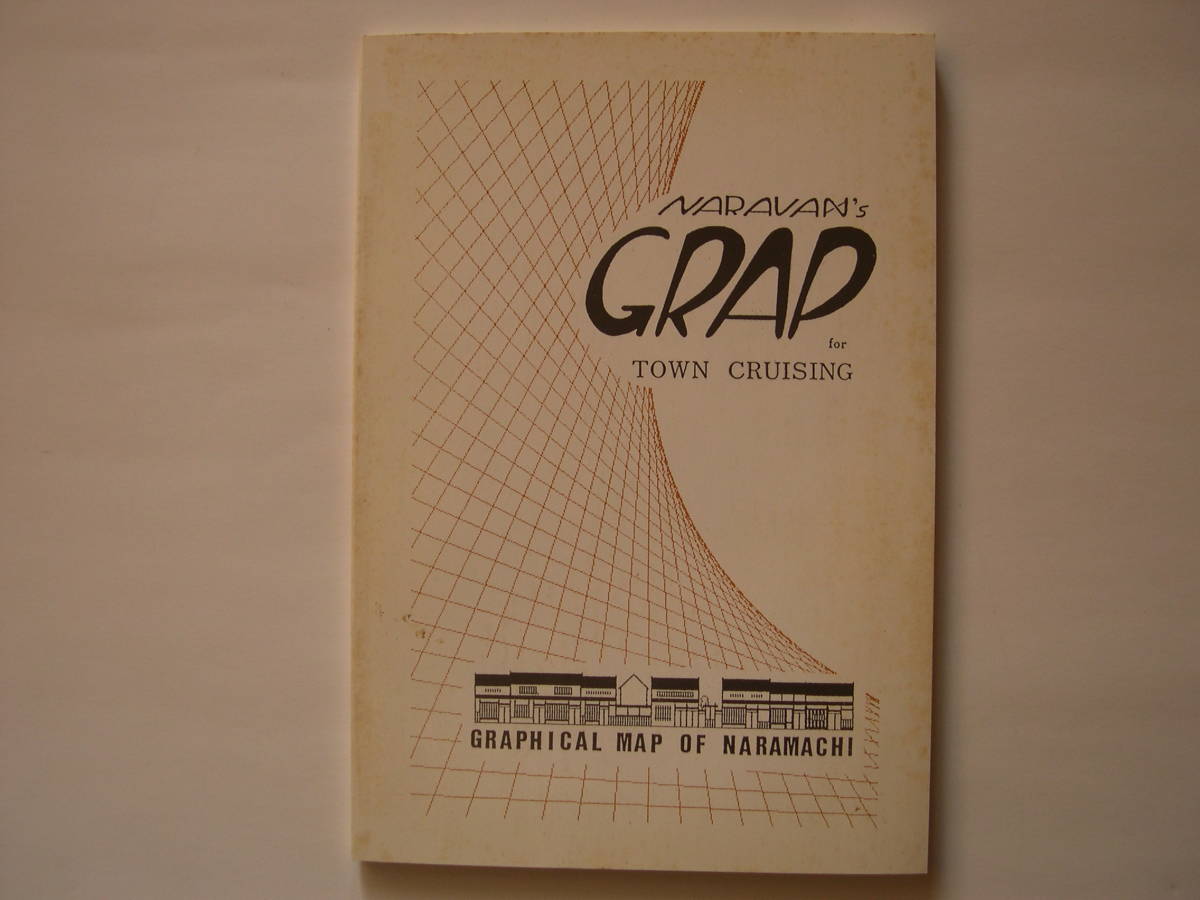 NARAVAN's
GRAP
for
TOWN CRUISING
GRAPHICAL MAP OF NARAMACHI